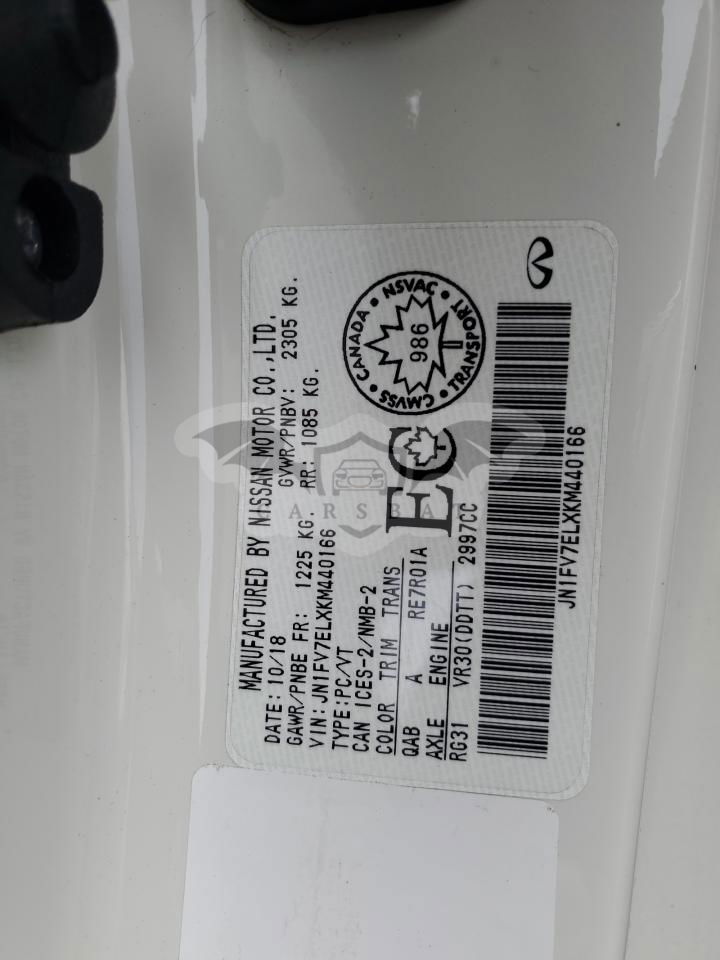 MANUFACTURED BY NISSAN MOTOR CO.,LTD.
DATE: 10/18 GVWR/PNBV: 2305 KG.
GAWR/PNBE FR: 1225 KG. RR: 1085 KG.
VIN: JN1FV7ELXKM440166
TYPE: PC/VT
CAN ICES-2/NMB-2
COLOR TRIM TRANS
QAB A RE7R01A
AXLE ENGINE
RG31 VR30(DDTT) 2997CC
EC
CANADA • NSVAC • TRANSPORT • CMVSS •
986
JN1FV7ELXKM440166
CARSBAT